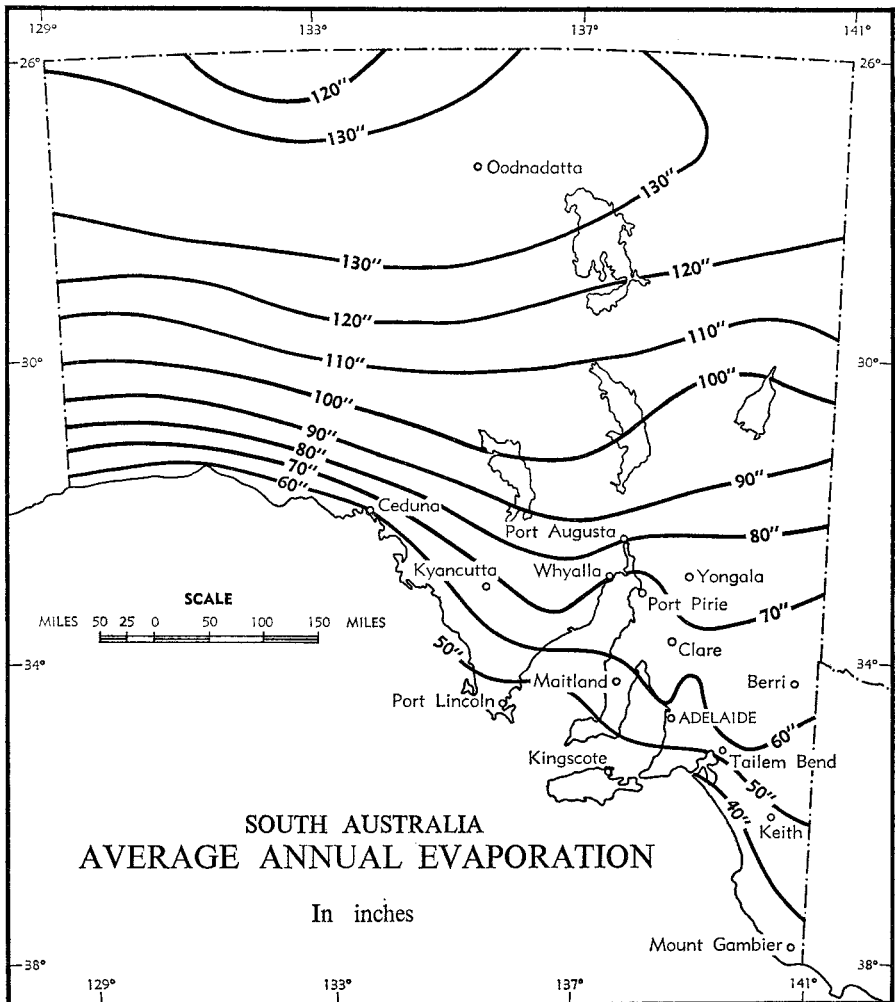 129° 133° 137° 141°
26° 26°
120″
130″
Oodnadatta
130″
130″
120″
120″
110″
110″
30° 30°
100″
100″
90″
90″
80″
70″
60″
Ceduna
Port Augusta
80″
Kyancutta
Whyalla
Yongala
Port Pirie
70″
SCALE
MILES 50 25 0 50 100 150 MILES
Clare
50″
34° 34°
Maitland
Berri
Port Lincoln
ADELAIDE
60″
Kingscote
Tailem Bend
50″
40″
Keith
SOUTH AUSTRALIA
AVERAGE ANNUAL EVAPORATION
In inches
Mount Gambier
38° 38°
129° 133° 137° 141°